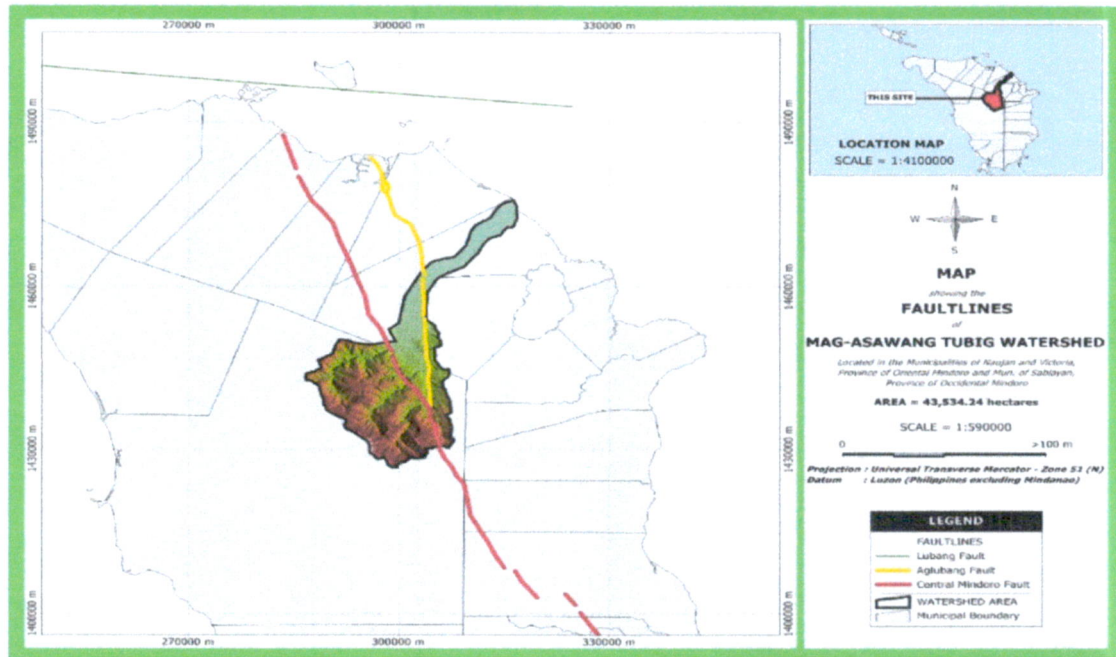 270000 m 300000 m 330000 m
1490000 m 1490000 m
1460000 m 1460000 m
1430000 m 1430000 m
1400000 m 1400000 m
270000 m 300000 m 330000 m
THIS SITE
LOCATION MAP
SCALE = 1:4100000
N
W E
S
MAP
showing the
FAULTLINES
of
MAG-ASAWANG TUBIG WATERSHED
Located in the Municipalities of Naujan and Victoria,
Province of Oriental Mindoro and Mun. of Sablayan,
Province of Occidental Mindoro
AREA = 43,534.24 hectares
SCALE = 1:590000
0 >100 m
Projection : Universal Transverse Mercator - Zone 51 (N)
Datum : Luzon (Philippines excluding Mindanao)
LEGEND
FAULTLINES
Lubang Fault
Aglubang Fault
Central Mindoro Fault
WATERSHED AREA
Municipal Boundary